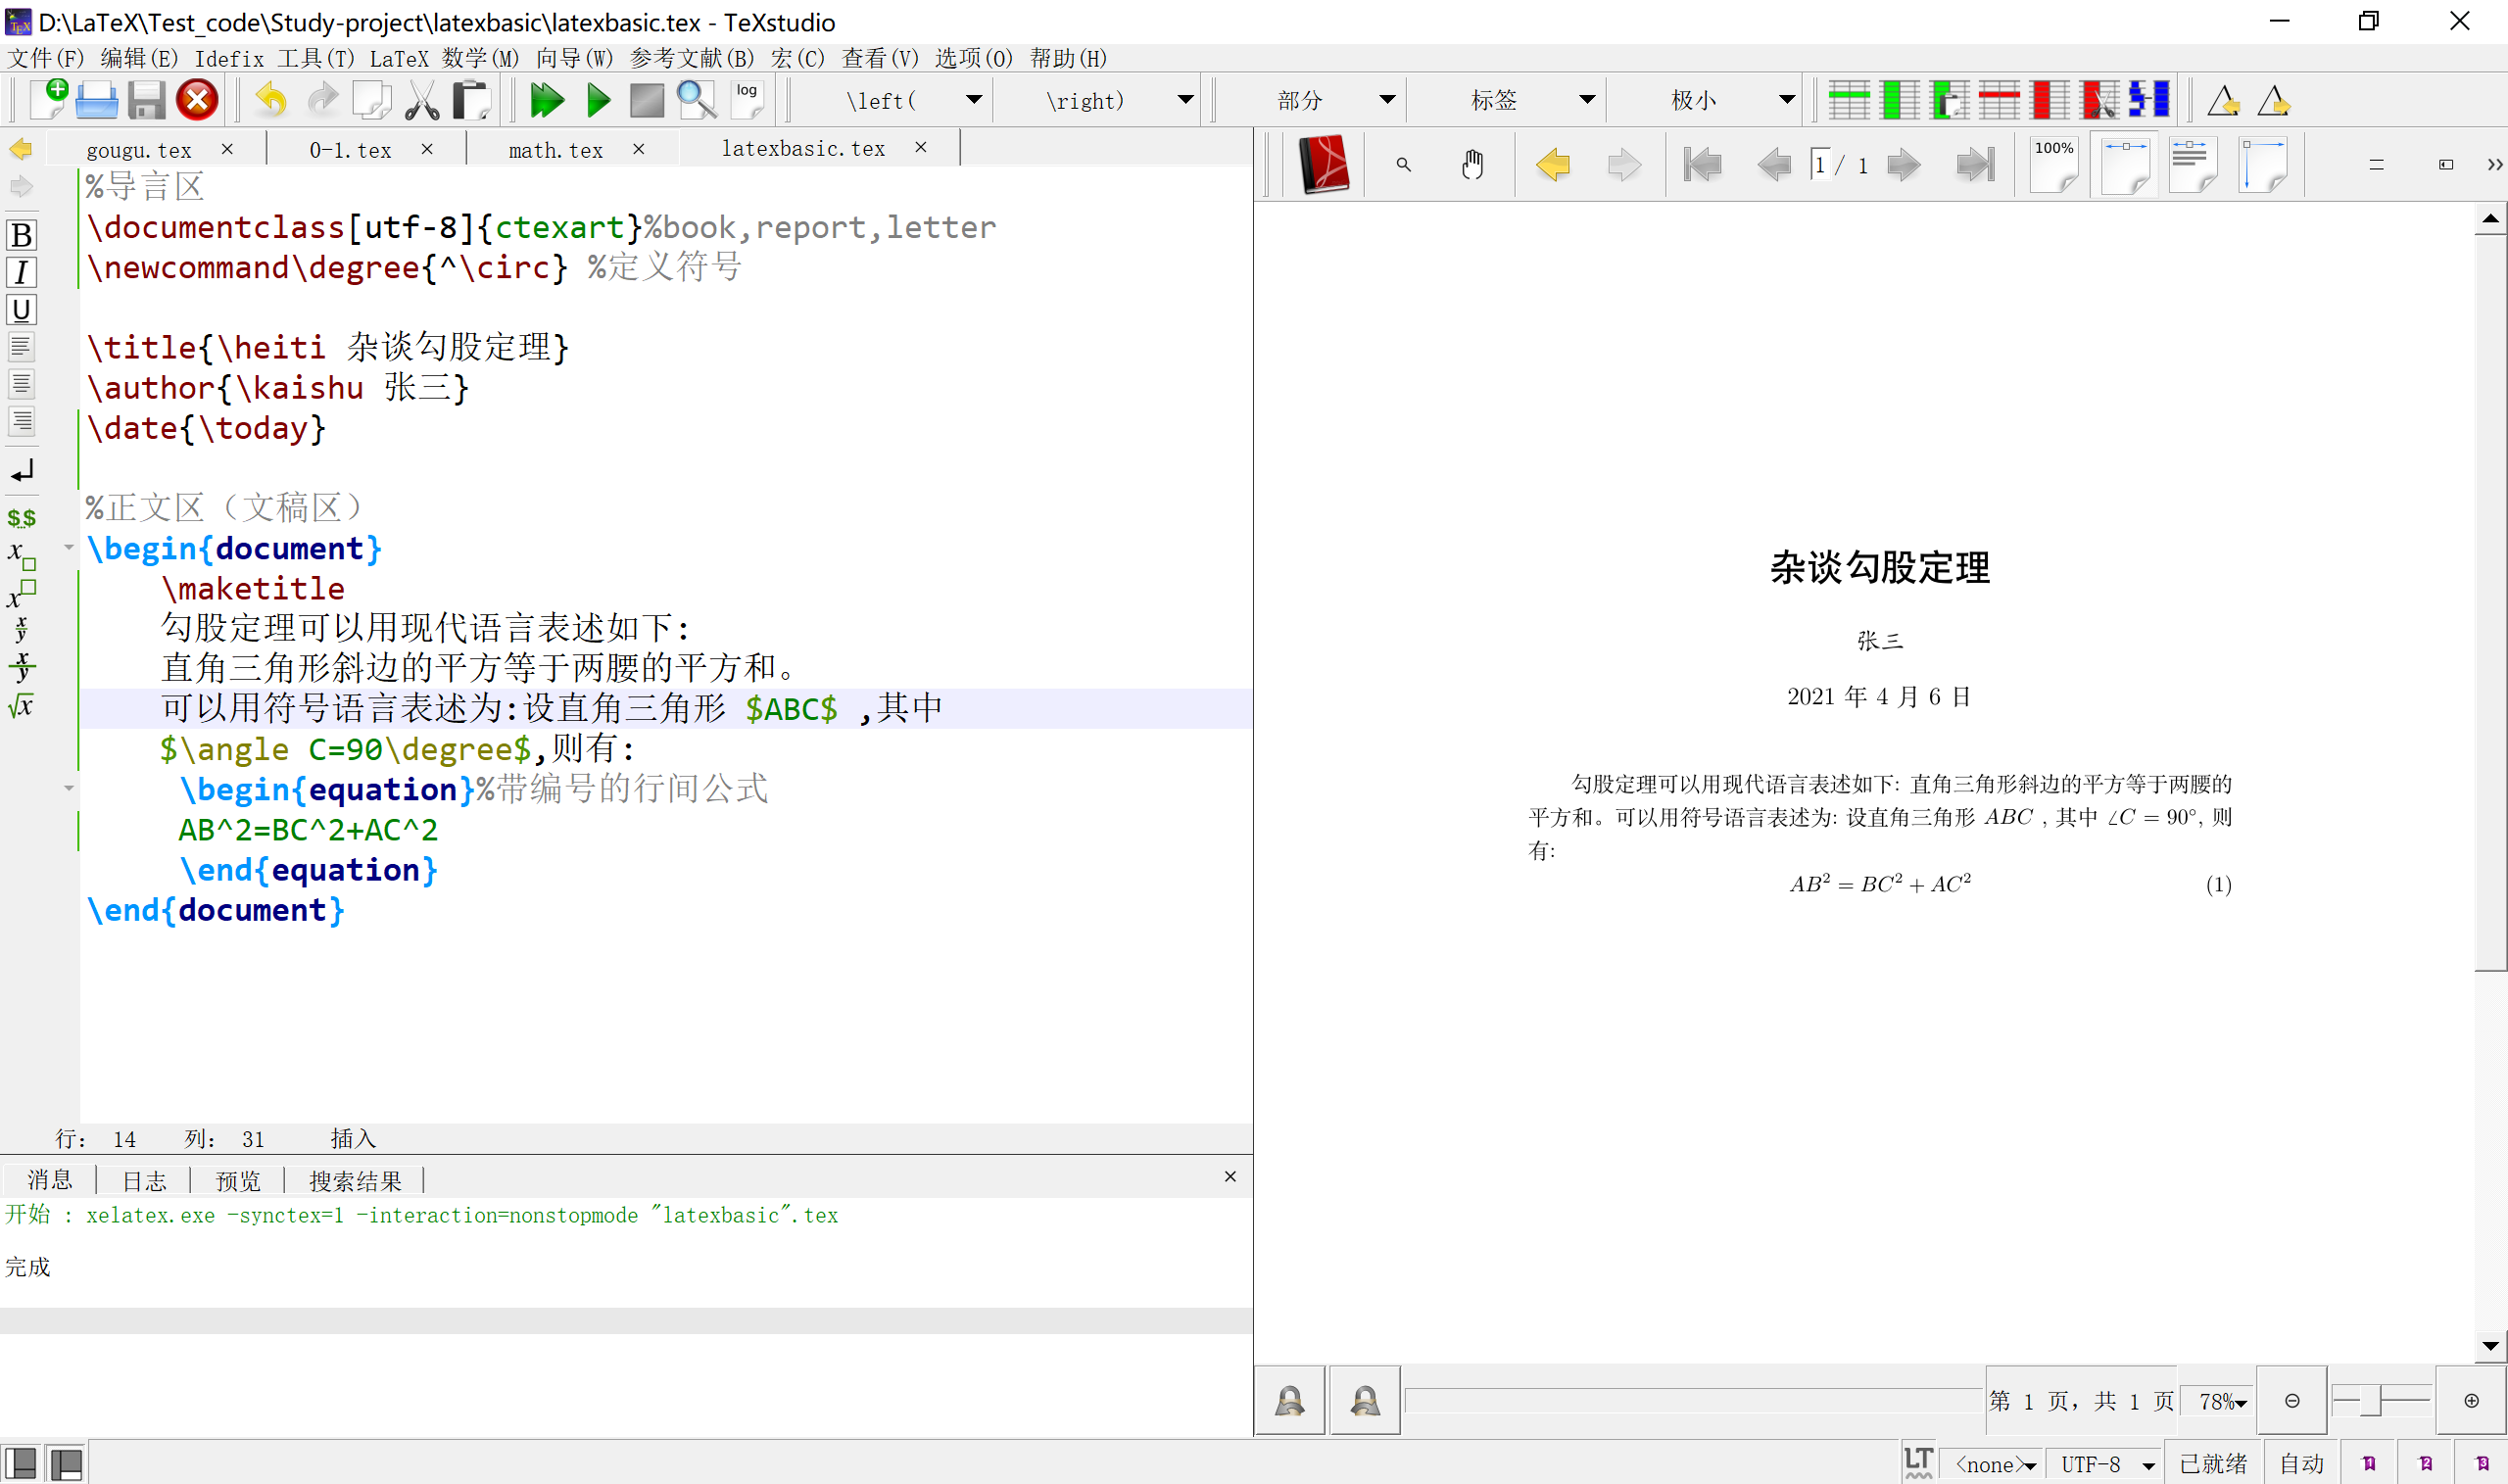 D:\LaTeX\Test_code\Study-project\latexbasic\latexbasic.tex - TeXstudio
文件(F) 编辑(E) Idefix 工具(T) LaTeX 数学(M) 向导(W) 参考文献(B) 宏(C) 查看(V) 选项(O) 帮助(H)
log \left( \right) 部分 标签 极小
gougu.tex 0-1.tex math.tex latexbasic.tex
%导言区
\documentclass[utf-8]{ctexart}%book,report,letter
\newcommand\degree{^\circ} %定义符号
\title{\heiti 杂谈勾股定理}
\author{\kaishu 张三}
\date{\today}
%正文区（文稿区）
\begin{document}
\maketitle
勾股定理可以用现代语言表述如下:
直角三角形斜边的平方等于两腰的平方和。
可以用符号语言表述为:设直角三角形 $ABC$ ,其中
$\angle C=90\degree$,则有:
\begin{equation}%带编号的行间公式
AB^2=BC^2+AC^2
\end{equation}
\end{document}
行: 14 列: 31 插入
消息 日志 预览 搜索结果
开始 : xelatex.exe -synctex=1 -interaction=nonstopmode "latexbasic".tex
完成
B
I
U
$$
x
x
x
y
x
y
√x
1 / 1 100%
杂谈勾股定理
张三
2021 年 4 月 6 日
勾股定理可以用现代语言表述如下: 直角三角形斜边的平方等于两腰的
平方和。可以用符号语言表述为: 设直角三角形 ABC , 其中 ∠C = 90°, 则
有:
AB² = BC² + AC² (1)
第 1 页，共 1 页 78%
LT <none> UTF-8 已就绪 自动 1 2 3